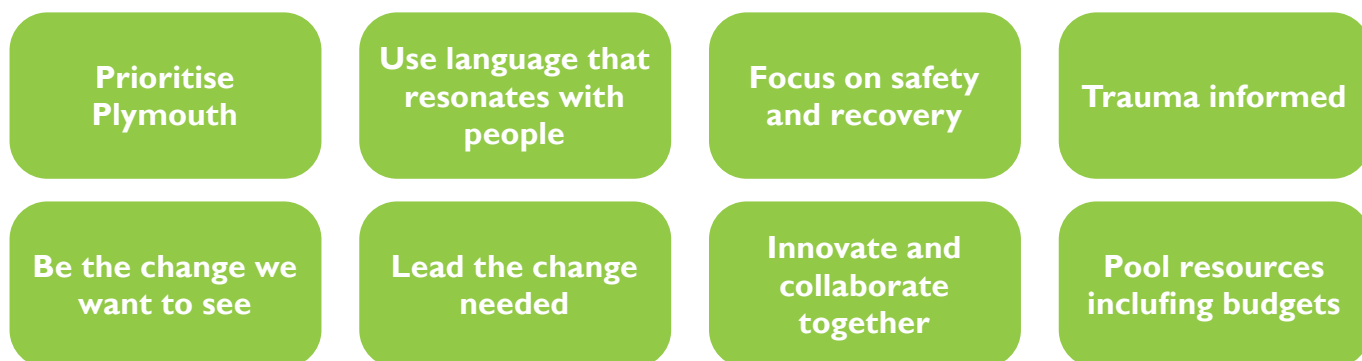 Prioritise
Plymouth
Use language that
resonates with
people
Focus on safety
and recovery
Trauma informed
Be the change we
want to see
Lead the change
needed
Innovate and
collaborate
together
Pool resources
inclufing budgets